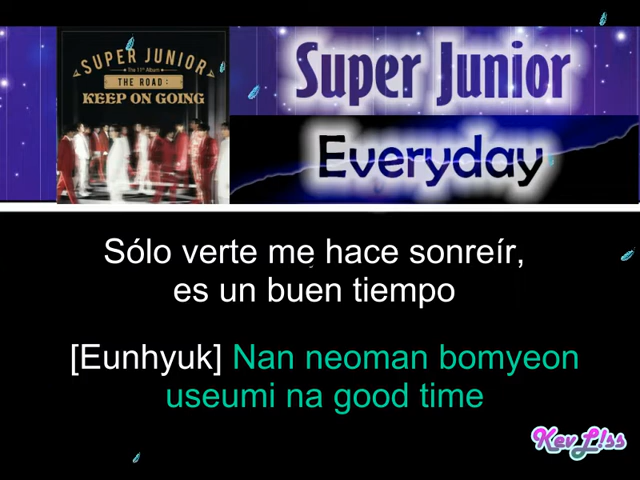 SUPER JUNIOR
The 11th Album
THE ROAD:
KEEP ON GOING
Super Junior
Everyday
Sólo verte me hace sonreír,
es un buen tiempo
[Eunhyuk] Nan neoman bomyeon
useumi na good time
KevL!ss